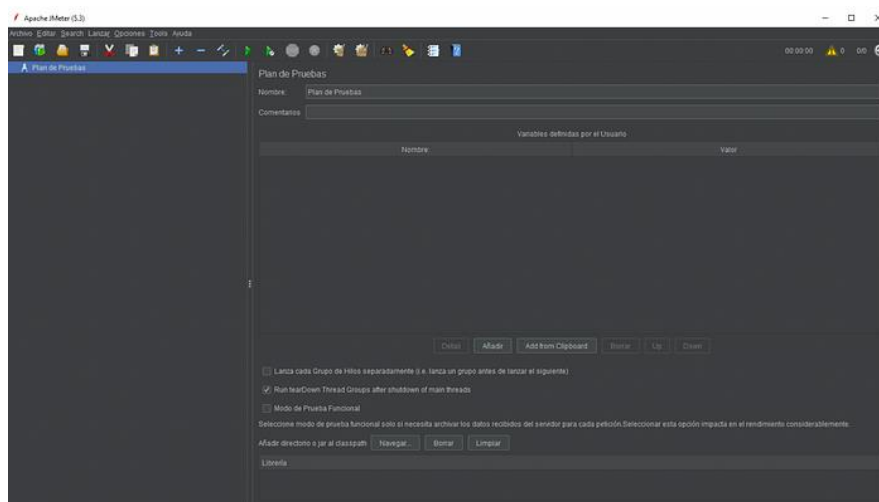 Apache JMeter (5.3)
Archivo Editar Search Lanzar Opciones Tools Ayuda
00:00:00 0 0/0
Plan de Pruebas
Plan de Pruebas
Nombre: Plan de Pruebas
Comentarios
Variables definidas por el Usuario
Nombre: Valor
Detail Añadir Add from Clipboard Borrar Up Down
Lanza cada Grupo de Hilos separadamente (i.e. lanza un grupo antes de lanzar el siguiente)
Run tearDown Thread Groups after shutdown of main threads
Modo de Prueba Funcional
Seleccione modo de prueba funcional solo si necesita archivar los datos recibidos del servidor para cada petición.Seleccionar esta opción impacta en el rendimiento considerablemente.
Añadir directorio o jar al classpath Navegar... Borrar Limpiar
Librería